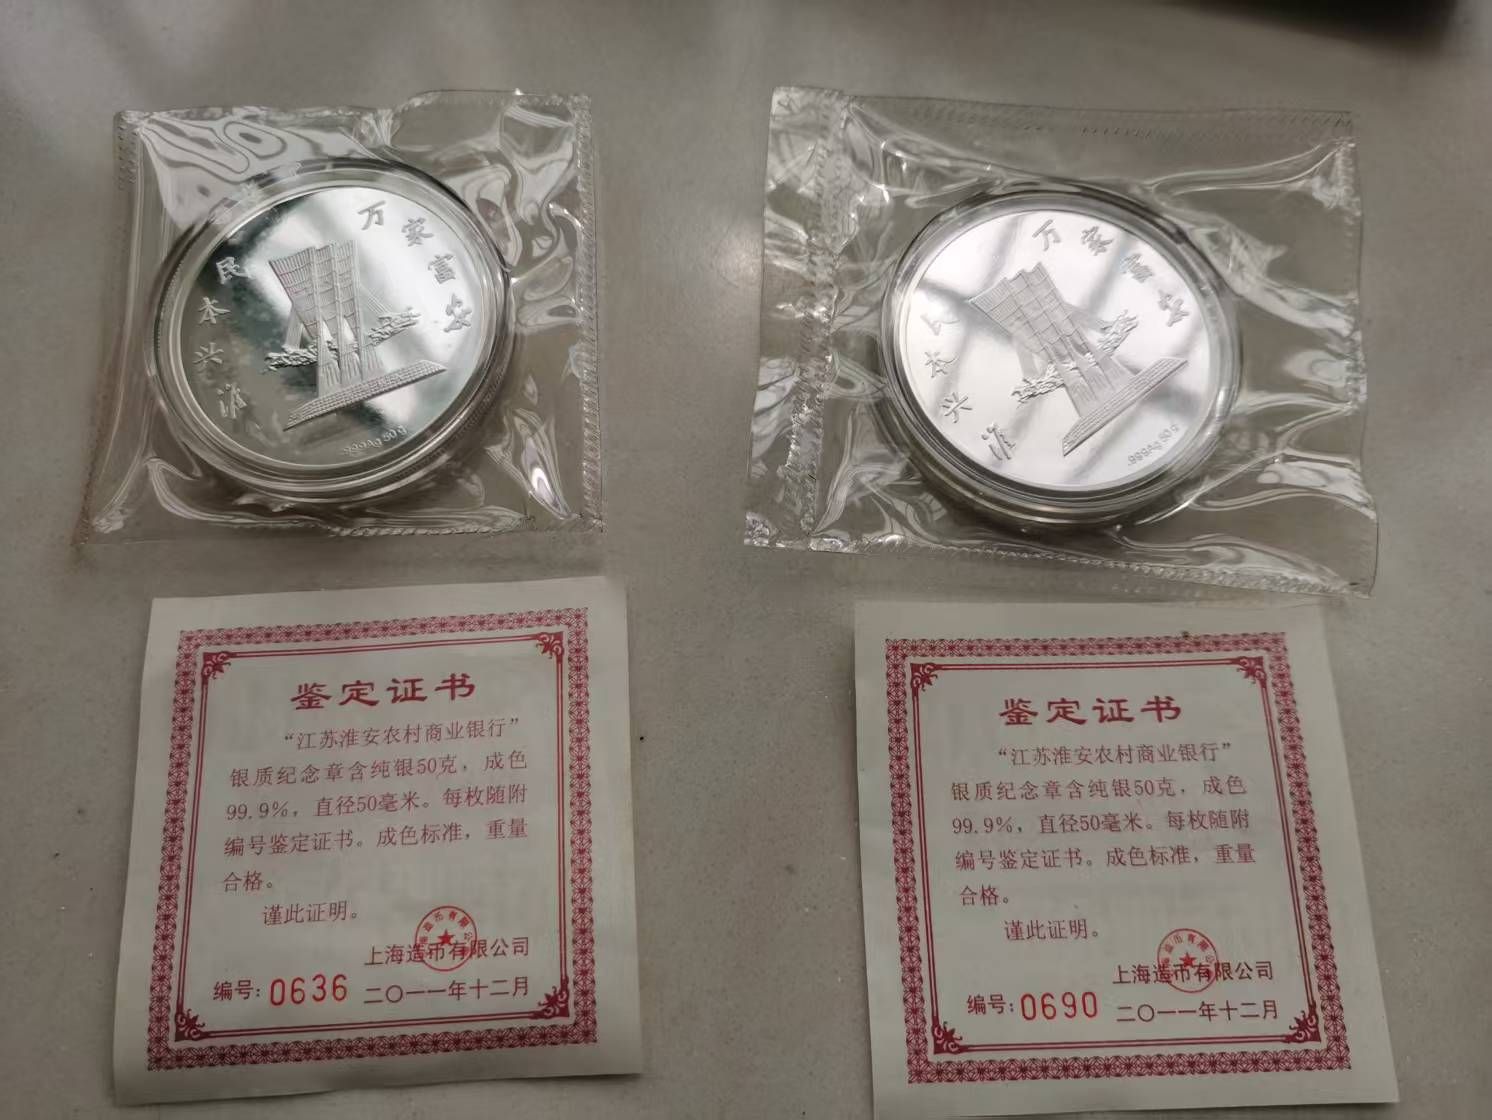 万家富安
民本兴淮
.999Ag 50g
万家富安
民本兴淮
.999Ag 50g
鉴定证书
“江苏淮安农村商业银行”
银质纪念章含纯银50克，成色
99.9%，直径50毫米。每枚随附
编号鉴定证书。成色标准，重量
合格。
谨此证明。
上海造币有限公司
编号: 0636 二〇一一年十二月
鉴定证书
“江苏淮安农村商业银行”
银质纪念章含纯银50克，成色
99.9%，直径50毫米。每枚随附
编号鉴定证书。成色标准，重量
合格。
谨此证明。
上海造币有限公司
编号: 0690 二〇一一年十二月